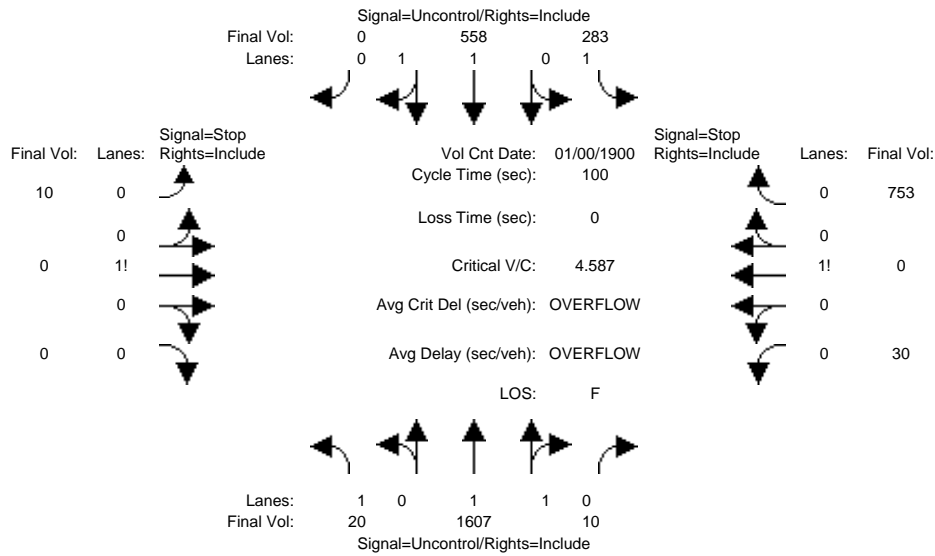 Signal=Uncontrol/Rights=Include
Final Vol: 0 558 283
Lanes: 0 1 1 0 1
Signal=Stop Signal=Stop
Final Vol: Lanes: Rights=Include Vol Cnt Date: 01/00/1900 Rights=Include Lanes: Final Vol:
Cycle Time (sec): 100
10 0 0 753
Loss Time (sec): 0
0 0
0 1! Critical V/C: 4.587 1! 0
0 Avg Crit Del (sec/veh): OVERFLOW 0
0 0 Avg Delay (sec/veh): OVERFLOW 0 30
LOS: F
Lanes: 1 0 1 1 0
Final Vol: 20 1607 10
Signal=Uncontrol/Rights=Include